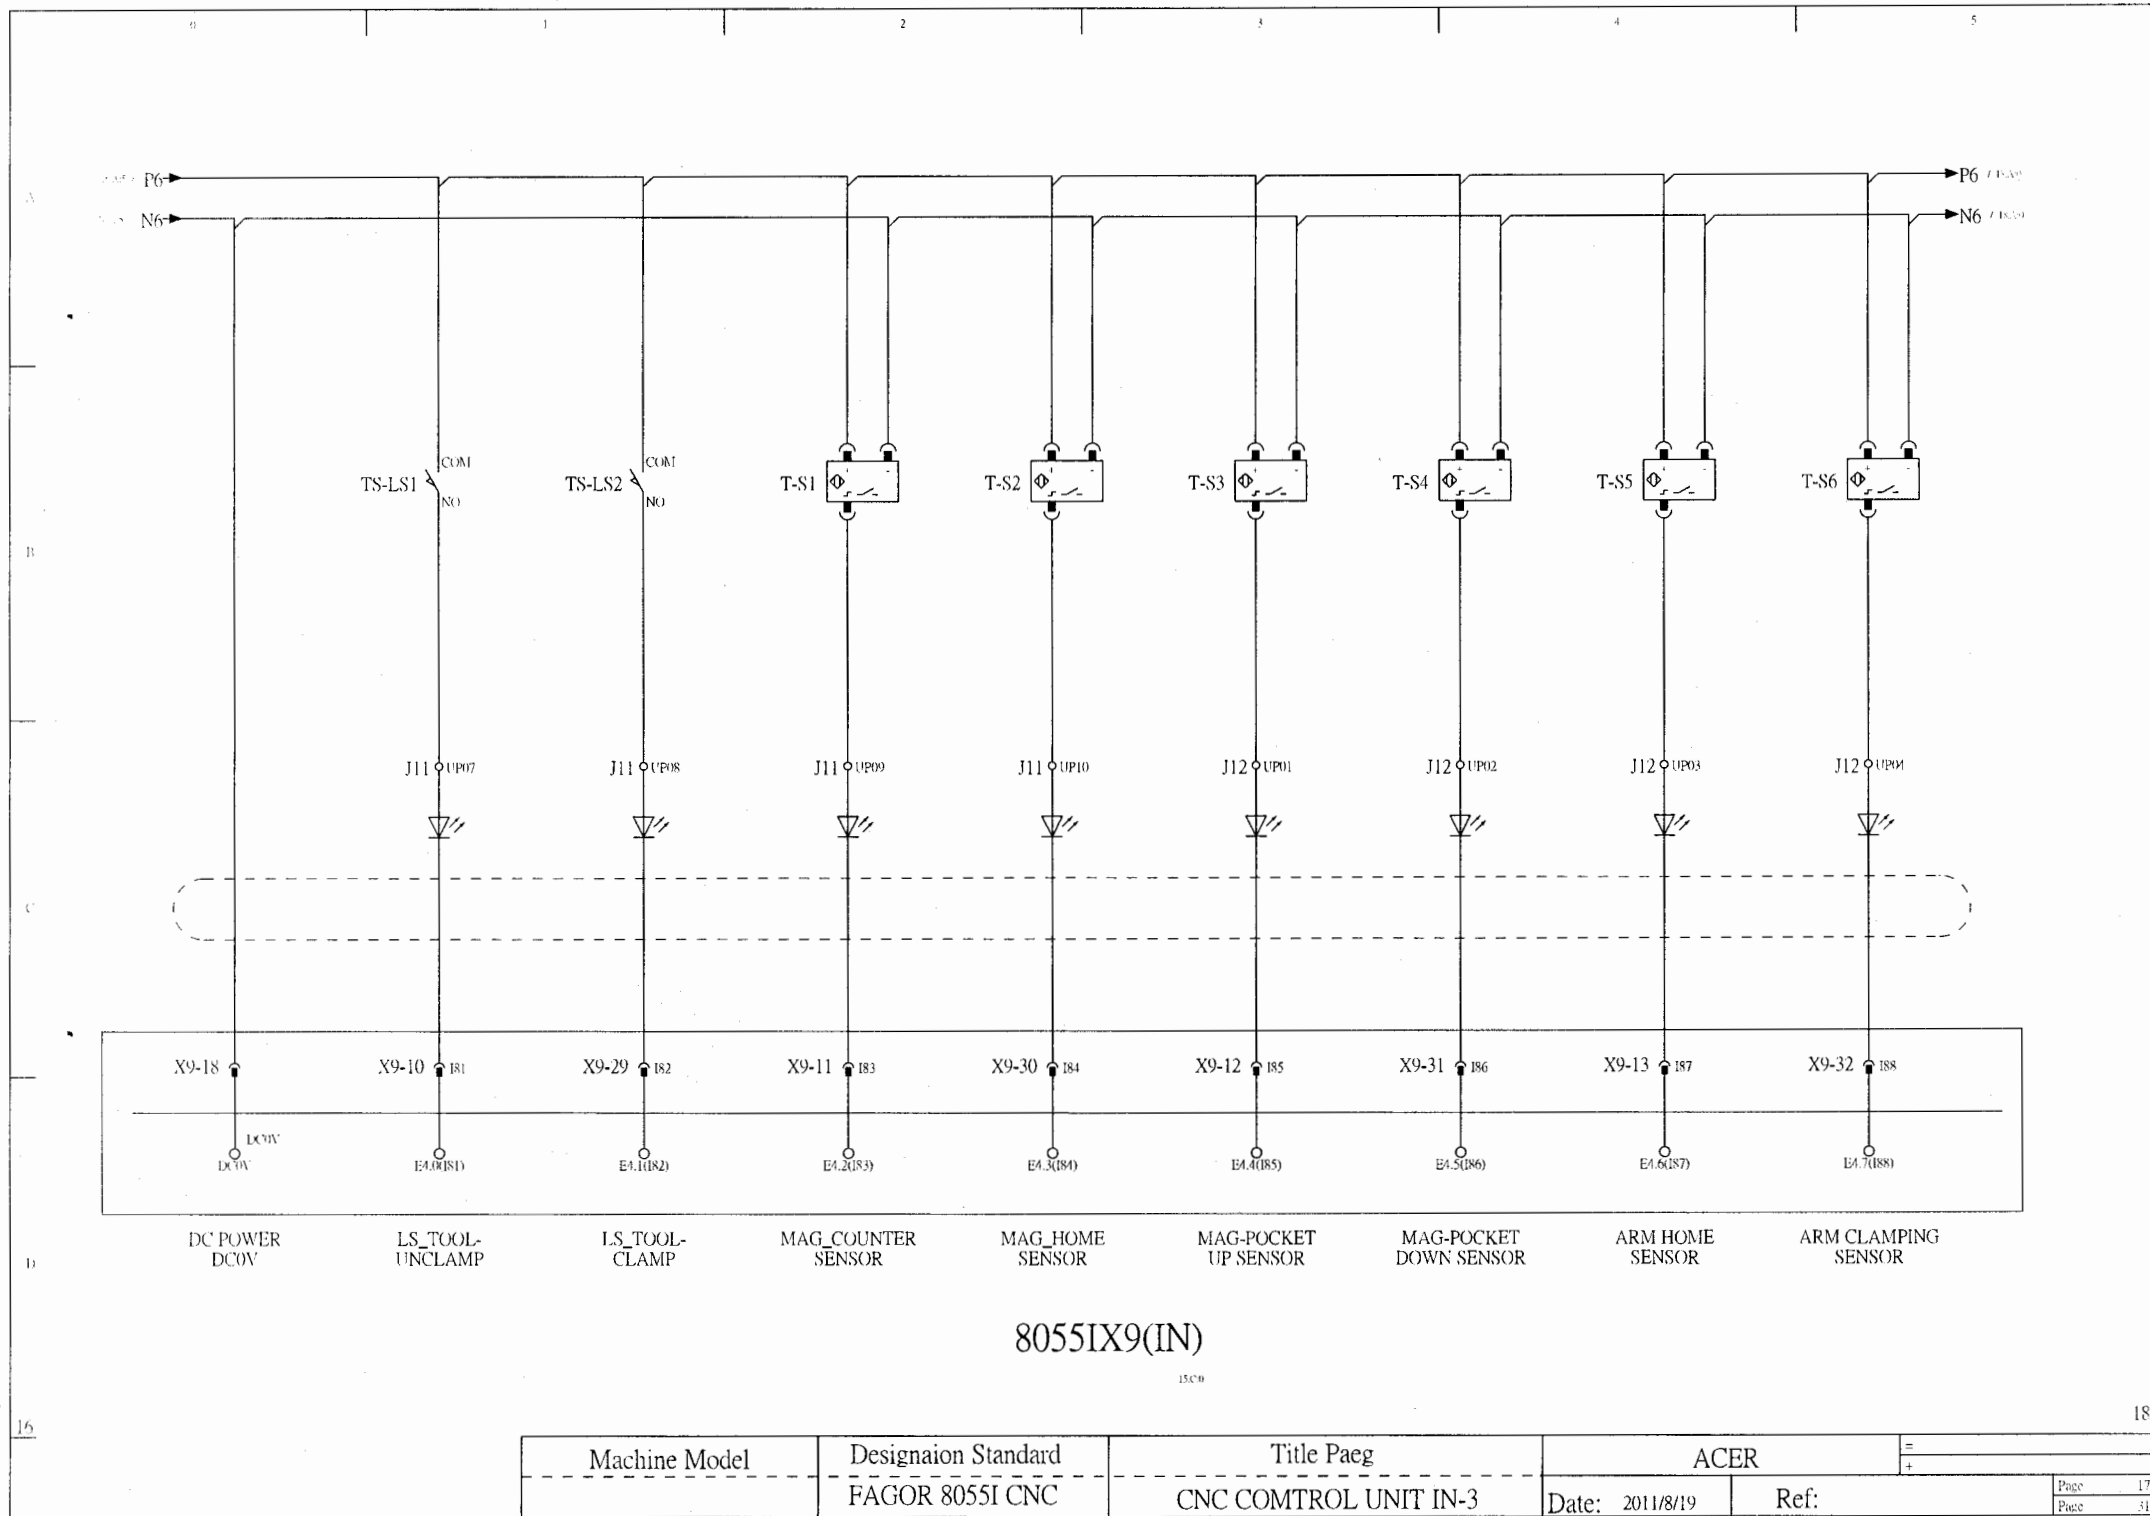 0 1 2 3 4 5
A
P6 P6
N6 N6
COM COM
TS-LS1 TS-LS2 T-S1 T-S2 T-S3 T-S4 T-S5 T-S6
NO NO
+ - + - + - + - + - + -
B
J11 UP07 J11 UP08 J11 UP09 J11 UP10 J12 UP01 J12 UP02 J12 UP03 J12 UP04
C
X9-18 X9-10 I81 X9-29 I82 X9-11 I83 X9-30 I84 X9-12 I85 X9-31 I86 X9-13 I87 X9-32 I88
DC0V
DC0V E4.0(I81) E4.1(I82) E4.2(I83) E4.3(I84) E4.4(I85) E4.5(I86) E4.6(I87) E4.7(I88)
DC POWER LS_TOOL- LS_TOOL- MAG_COUNTER MAG_HOME MAG-POCKET MAG-POCKET ARM HOME ARM CLAMPING
DC0V UNCLAMP CLAMP SENSOR SENSOR UP SENSOR DOWN SENSOR SENSOR SENSOR
D
8055IX9(IN)
15.C:0
16 18
Machine Model Designaion Standard Title Paeg ACER =
+
FAGOR 8055I CNC CNC COMTROL UNIT IN-3 Date: 2011/8/19 Ref: Page 17
Page 31